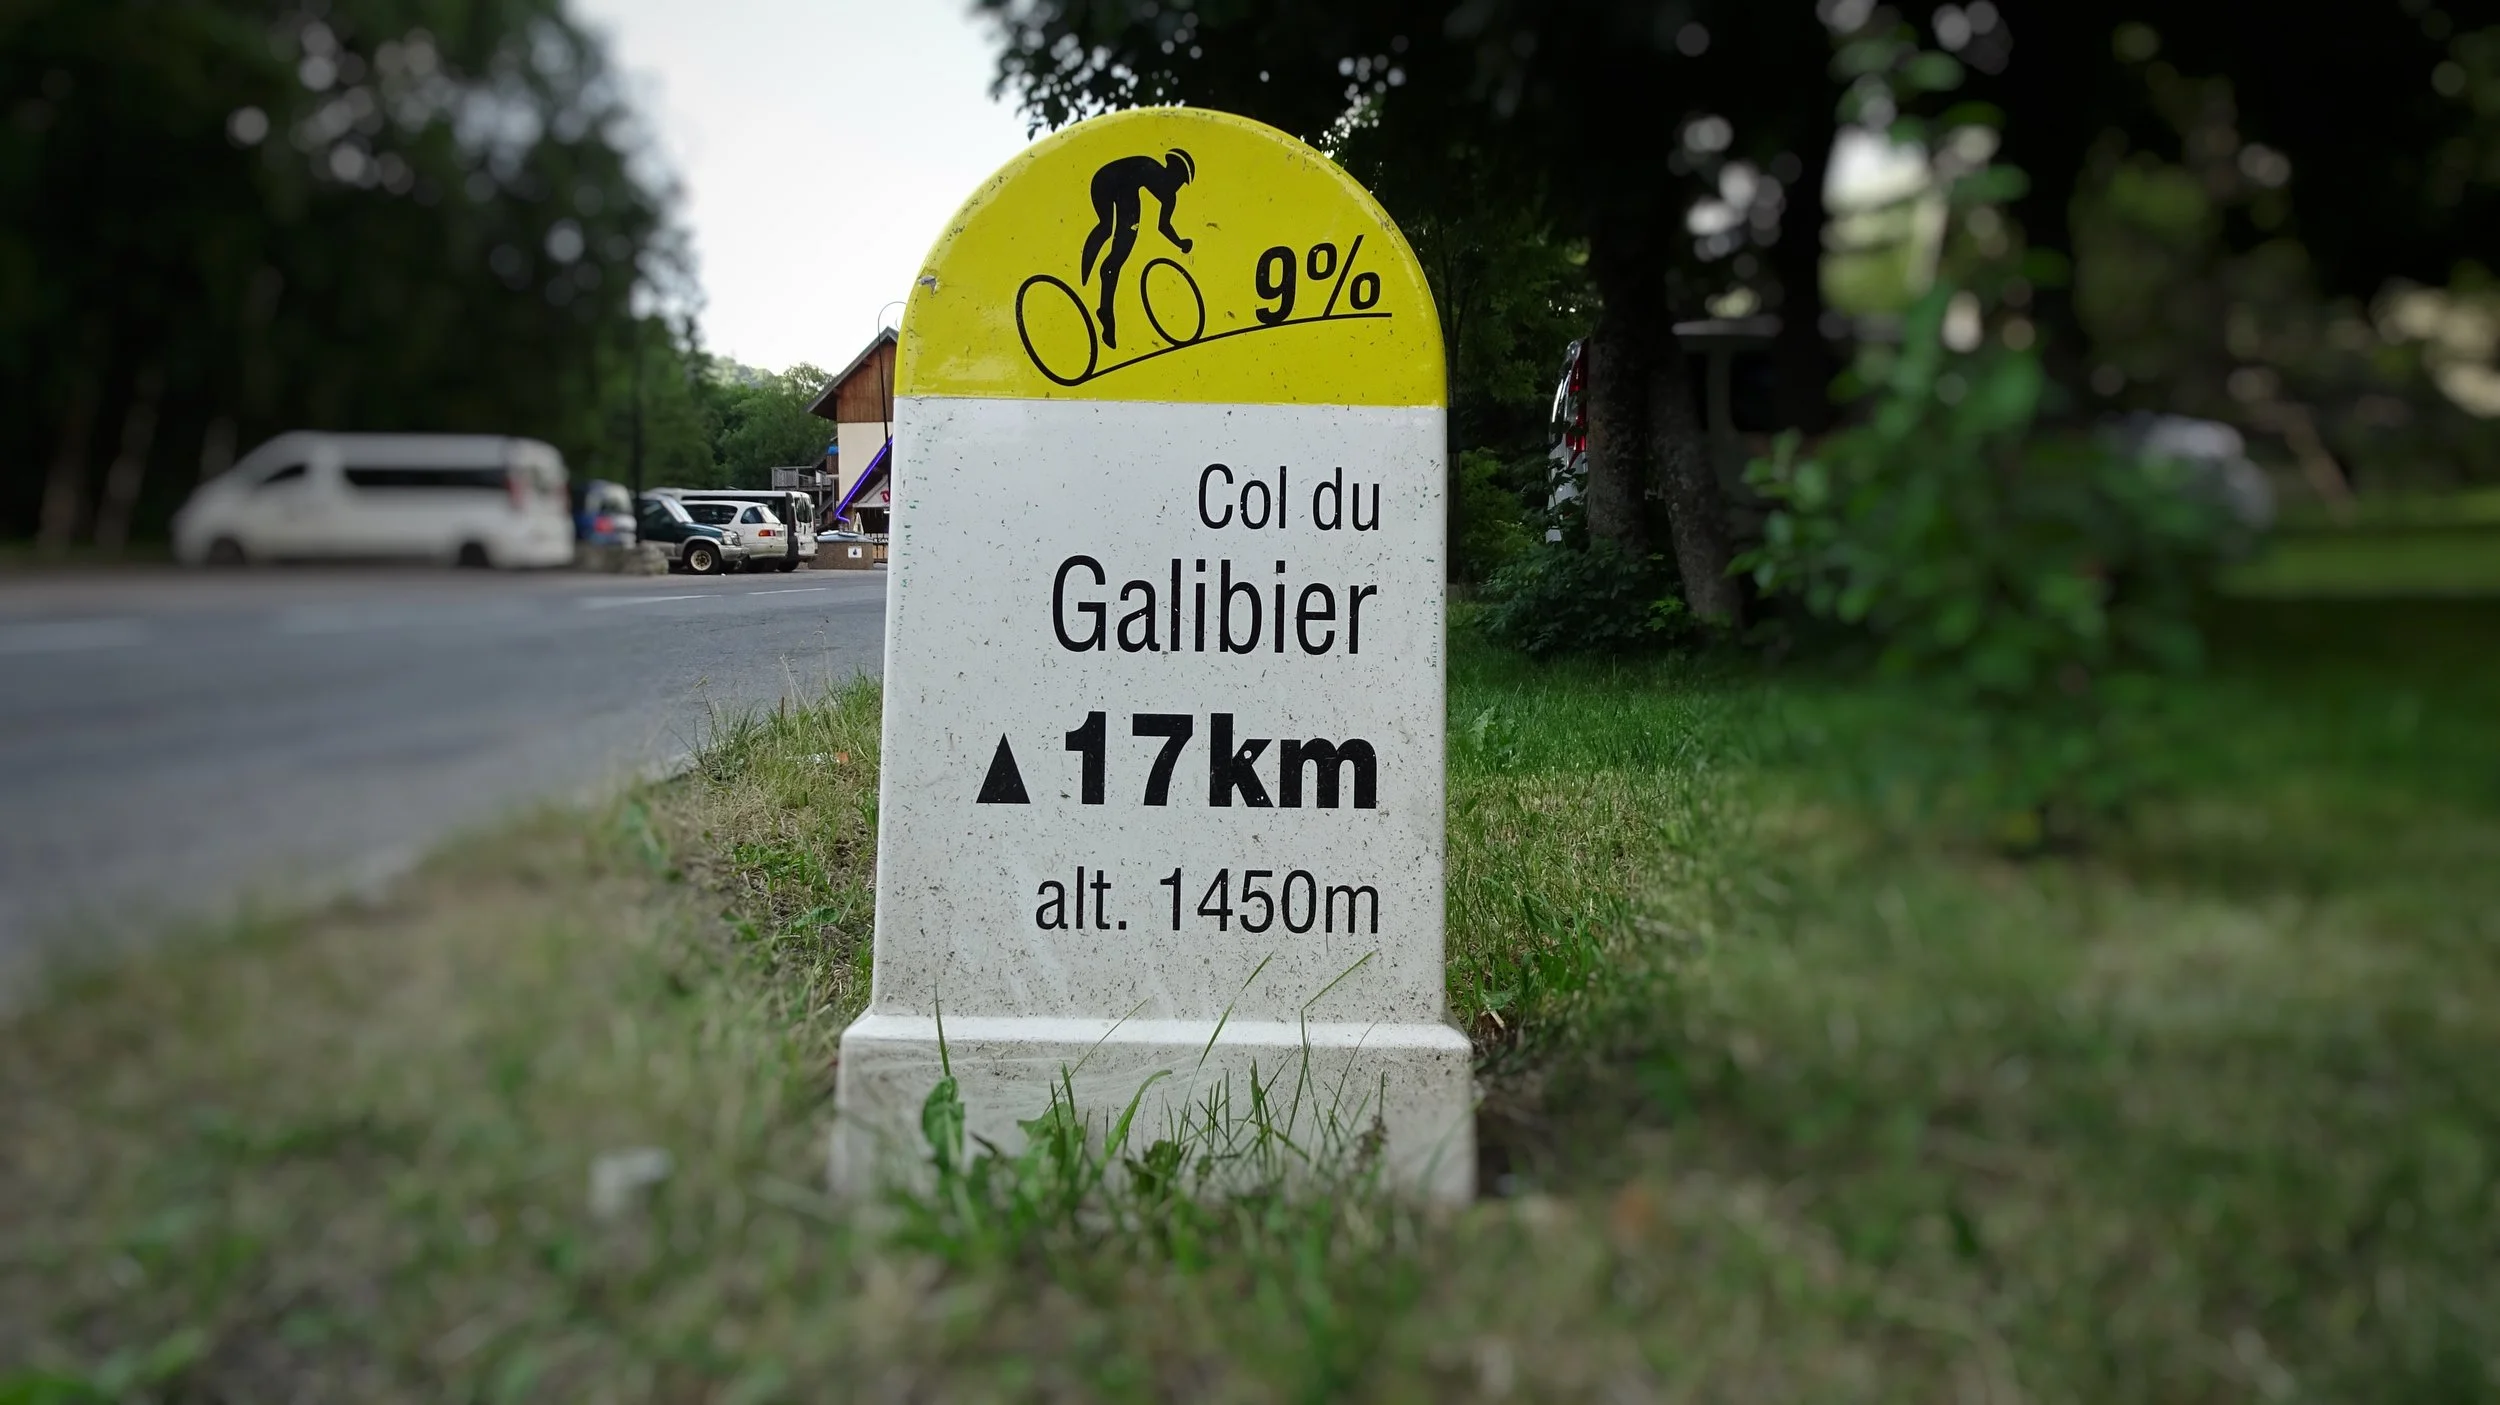 9%
Col du
Galibier
▲17km
alt. 1450m